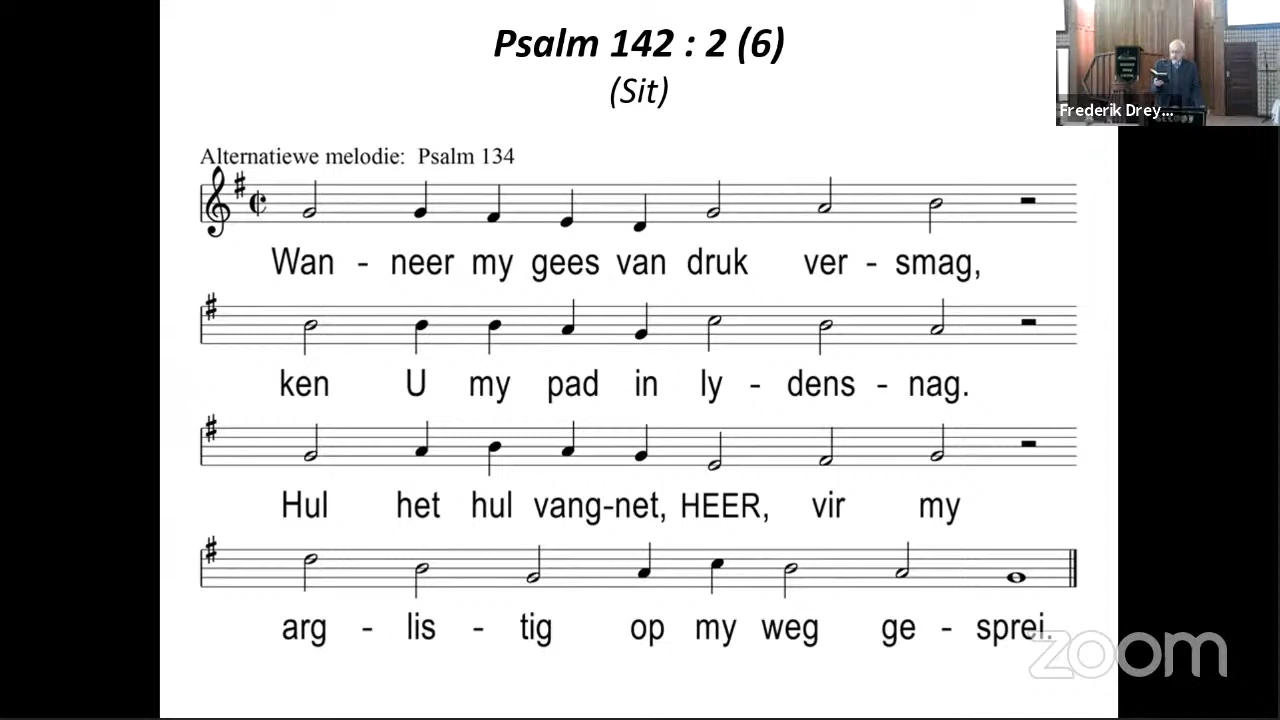 Psalm 142 : 2 (6)
(Sit)
Frederik Drey...
Alternatiewe melodie: Psalm 134
Wan - neer my gees van druk ver - smag,
ken U my pad in ly - dens - nag.
Hul het hul vang-net, HEER, vir my
arg - lis - tig op my weg ge - sprei.
zoom